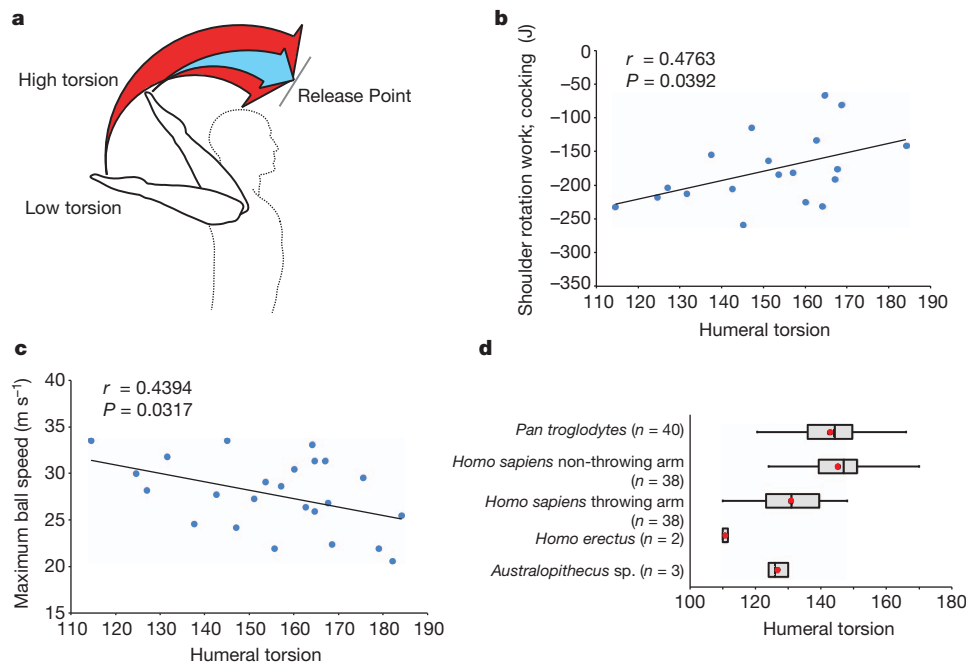 a
High torsion
Release Point
Low torsion
b
Shoulder rotation work; cocking (J)
r = 0.4763
P = 0.0392
0
–50
–100
–150
–200
–250
–300
–350
110 120 130 140 150 160 170 180 190
Humeral torsion
c
Maximum ball speed (m s⁻¹)
r = 0.4394
P = 0.0317
40
35
30
25
20
15
110 120 130 140 150 160 170 180 190
Humeral torsion
d
Pan troglodytes (n = 40)
Homo sapiens non-throwing arm
(n = 38)
Homo sapiens throwing arm
(n = 38)
Homo erectus (n = 2)
Australopithecus sp. (n = 3)
100 120 140 160 180
Humeral torsion